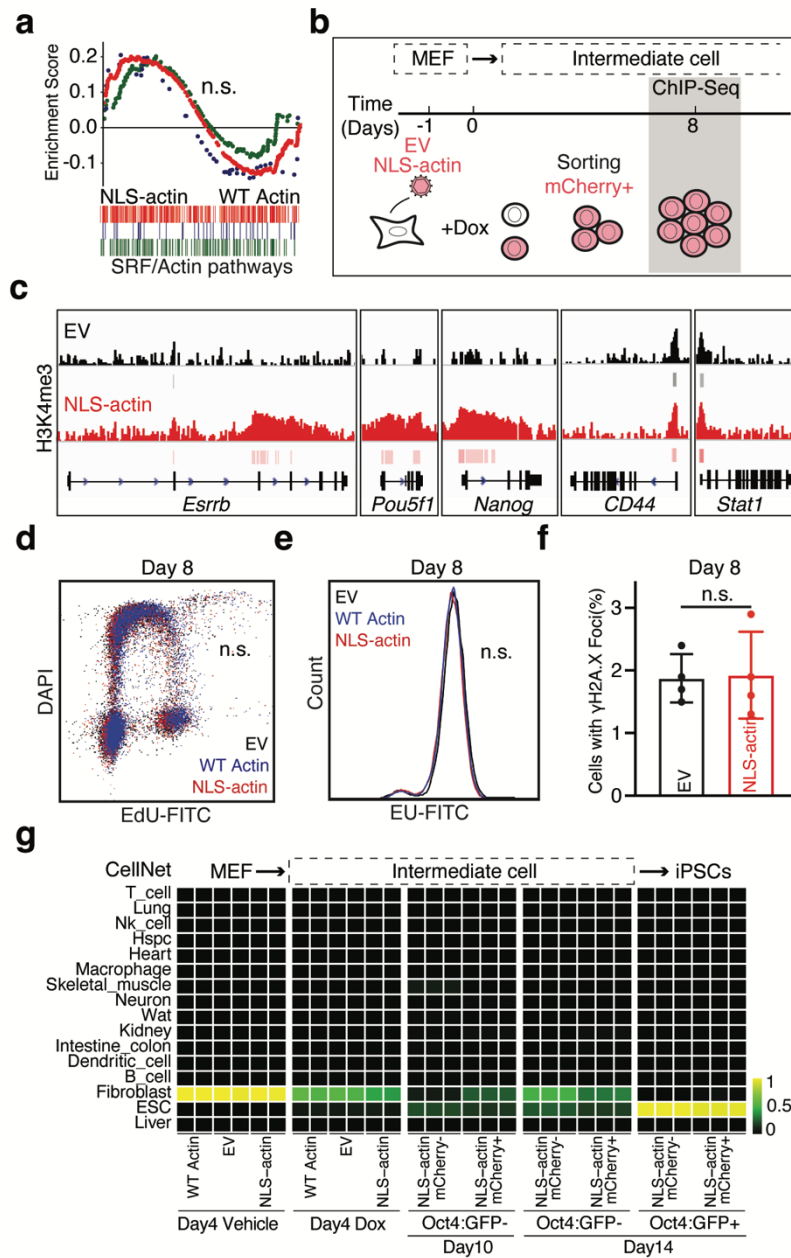 a
Enrichment Score
0.2
0.0
-0.1
n.s.
NLS-actin WT Actin
SRF/Actin pathways
b
MEF → Intermediate cell
ChIP-Seq
Time
(Days) -1 0 8
EV
NLS-actin
Sorting
mCherry+
+Dox
c
H3K4me3
EV
NLS-actin
Esrrb Pou5f1 Nanog CD44 Stat1
d
Day 8
DAPI
n.s.
EV
WT Actin
NLS-actin
EdU-FITC
e
Day 8
Count
EV
WT Actin
NLS-actin
n.s.
EU-FITC
f
Day 8
n.s.
Cells with γH2A.X Foci(%)
3
2
1
0
EV
NLS-actin
g
CellNet MEF → Intermediate cell → iPSCs
T_cell
Lung
Nk_cell
Hspc
Heart
Macrophage
Skeletal_muscle
Neuron
Wat
Kidney
Intestine_colon
Dendritic_cell
B_cell
Fibroblast
ESC
Liver
1
0.5
0
WT Actin
EV
NLS-actin
WT Actin
EV
NLS-actin
NLS-actin
mCherry-
NLS-actin
mCherry+
NLS-actin
mCherry-
NLS-actin
mCherry+
NLS-actin
mCherry-
NLS-actin
mCherry+
Day4 Vehicle Day4 Dox Oct4:GFP- Oct4:GFP- Oct4:GFP+
Day10 Day14